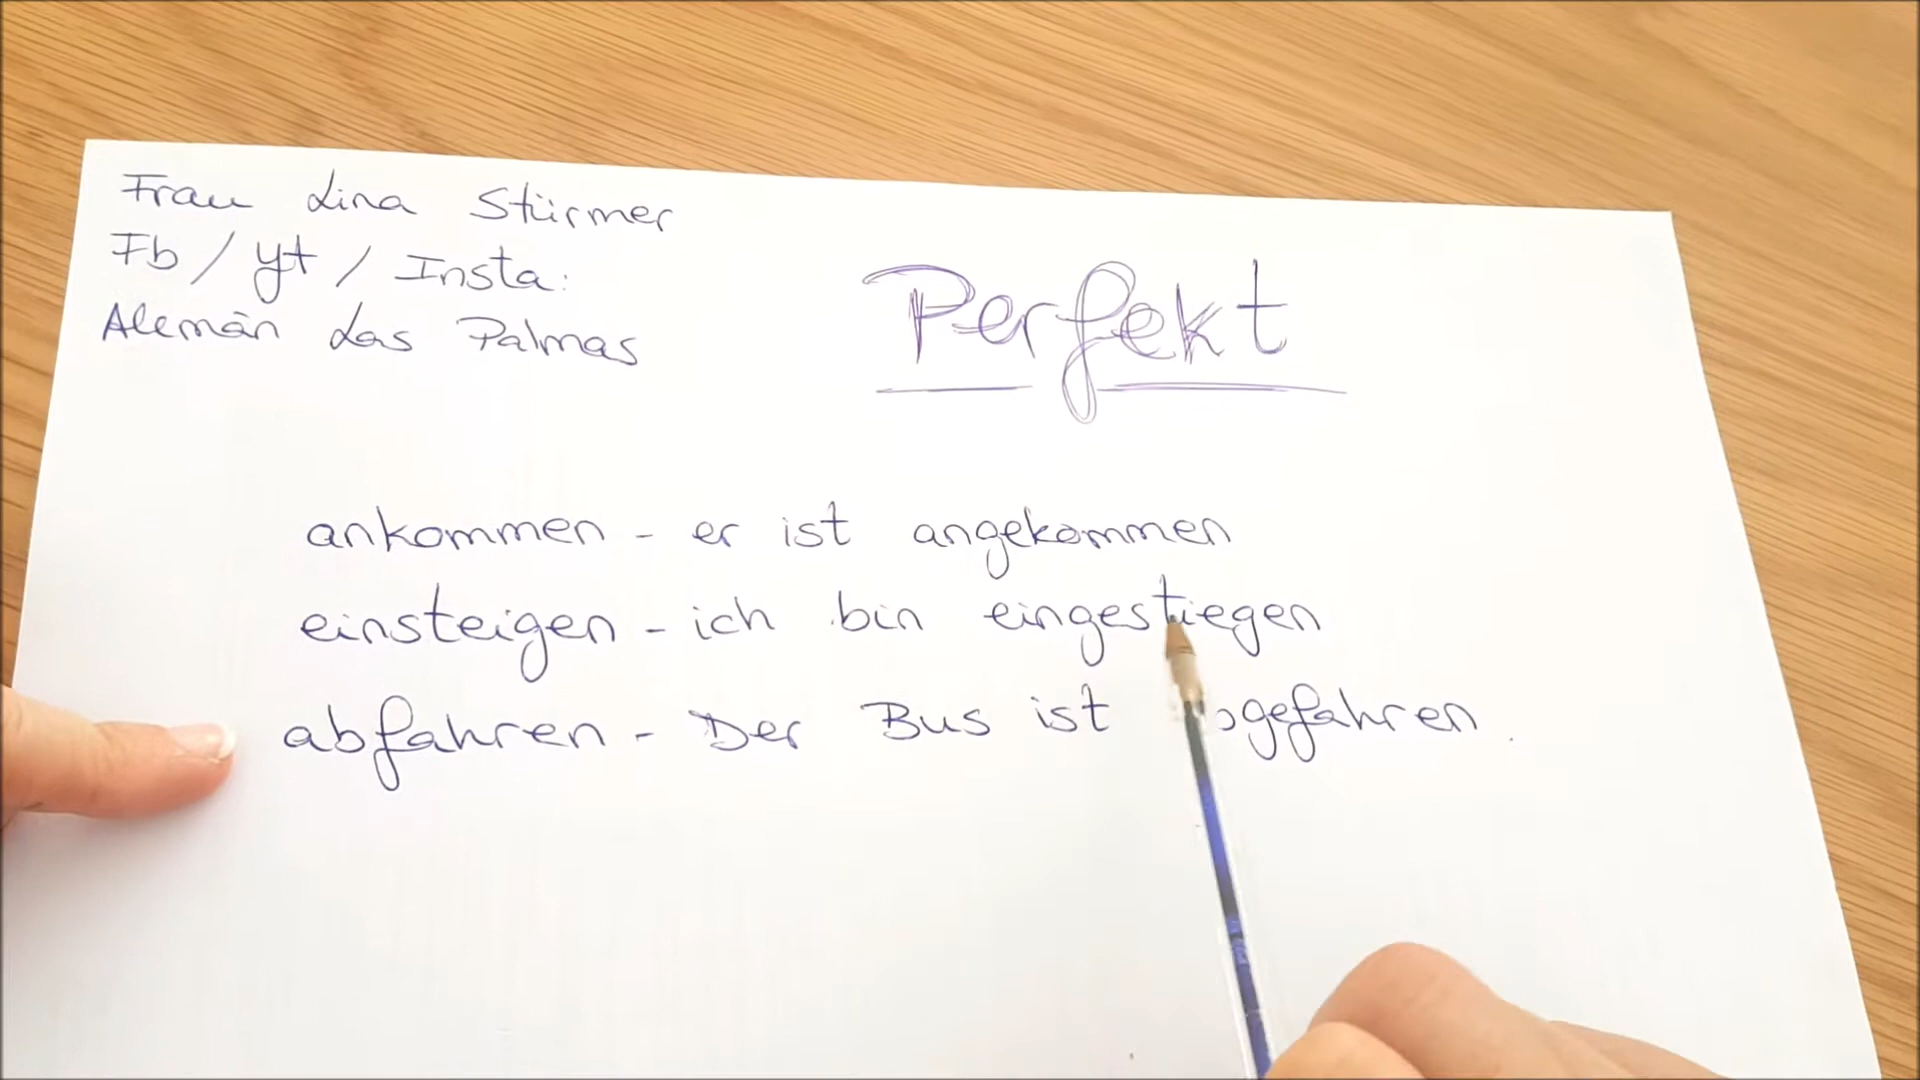 Frau Lina Stürmer
Fb / yt / Insta:
Alemán Las Palmas
Perfekt
ankommen - er ist angekommen
einsteigen - ich bin eingestiegen
abfahren - Der Bus ist